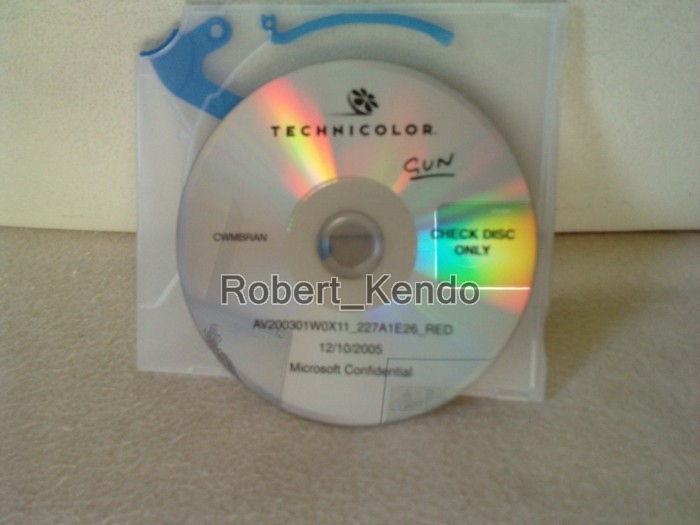 TECHNICOLOR
GUN
CWMBRAN
CHECK DISC
ONLY
Robert_Kendo
AV200301W0X11_227A1E26_RED
12/10/2005
Microsoft Confidential